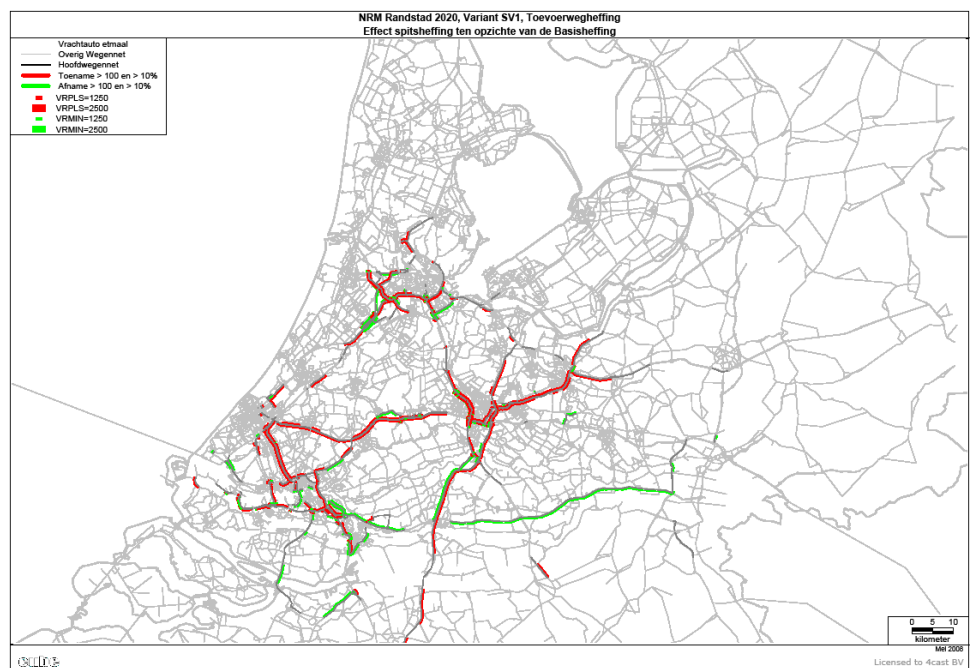 NRM Randstad 2020, Variant SV1, Toevoerwegheffing
Effect spitsheffing ten opzichte van de Basisheffing
Vrachtauto etmaal
Overig Wegennet
Hoofdwegennet
Toename > 100 en > 10%
Afname > 100 en > 10%
VRPLS=1250
VRPLS=2500
VRMIN=1250
VRMIN=2500
0 5 10
kilometer
Mei 2008
cube
Licensed to 4cast BV